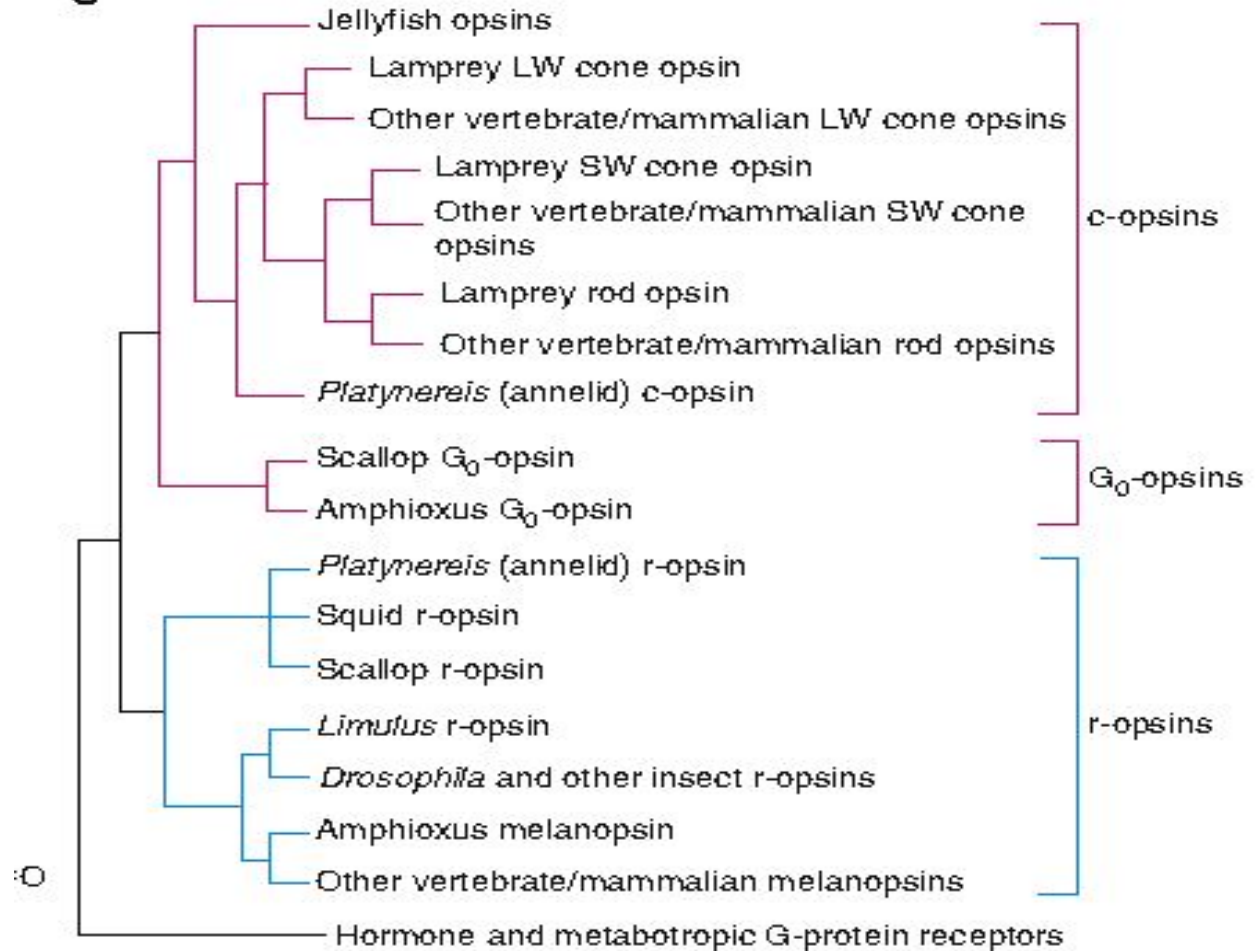 Jellyfish opsins
Lamprey LW cone opsin
Other vertebrate/mammalian LW cone opsins
Lamprey SW cone opsin
Other vertebrate/mammalian SW cone
opsins
Lamprey rod opsin
Other vertebrate/mammalian rod opsins
Platynereis (annelid) c-opsin
c-opsins
Scallop G₀-opsin
Amphioxus G₀-opsin
G₀-opsins
Platynereis (annelid) r-opsin
Squid r-opsin
Scallop r-opsin
Limulus r-opsin
Drosophila and other insect r-opsins
Amphioxus melanopsin
Other vertebrate/mammalian melanopsins
r-opsins
Hormone and metabotropic G-protein receptors